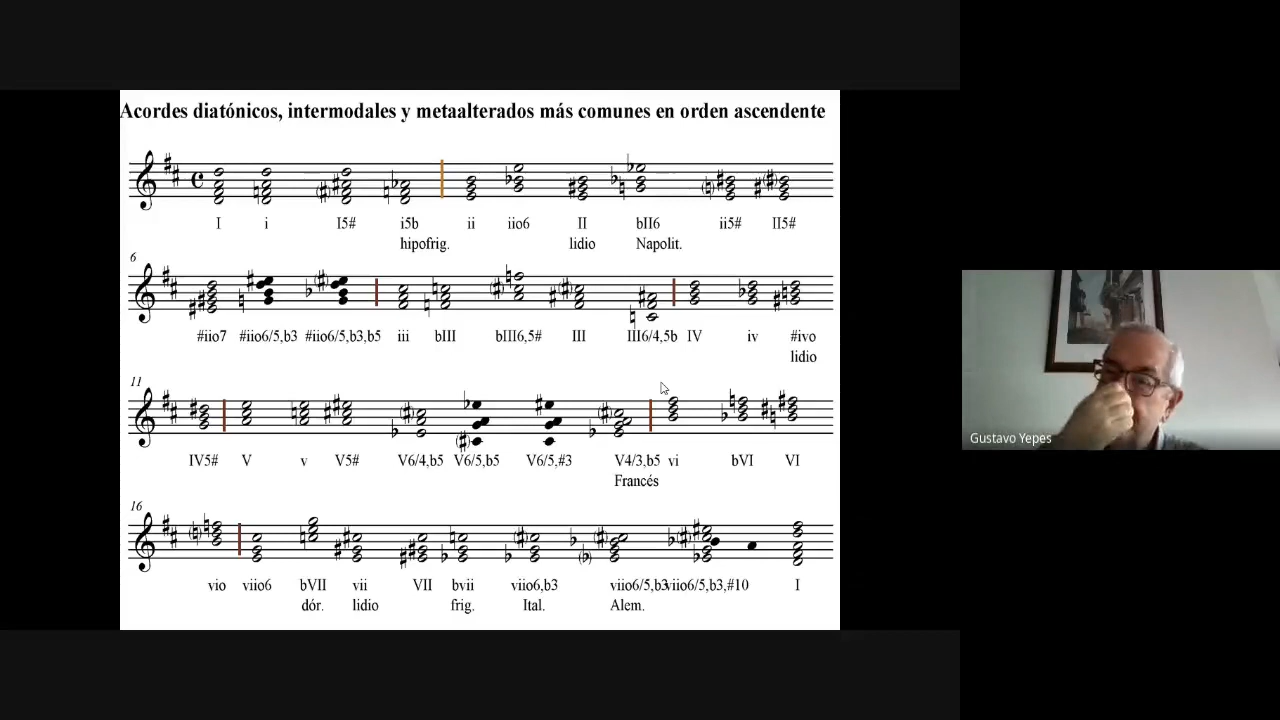 Acordes diatónicos, intermodales y metaalterados más comunes en orden ascendente
I i I5# i5b ii iio6 II bII6 ii5# II5#
hipofrig. lidio Napolit.
6
#iio7 #iio6/5,b3 #iio6/5,b3,b5 iii bIII bIII6,5# III III6/4,5b IV iv #ivo
lidio
11
IV5# V v V5# V6/4,b5 V6/5,b5 V6/5,#3 V4/3,b5 vi bVI VI
Francés
16
vio viio6 bVII vii VII bvii viio6,b3 viio6/5,b3 viio6/5,b3,#10 I
dór. lidio frig. Ital. Alem.
Gustavo Yepes